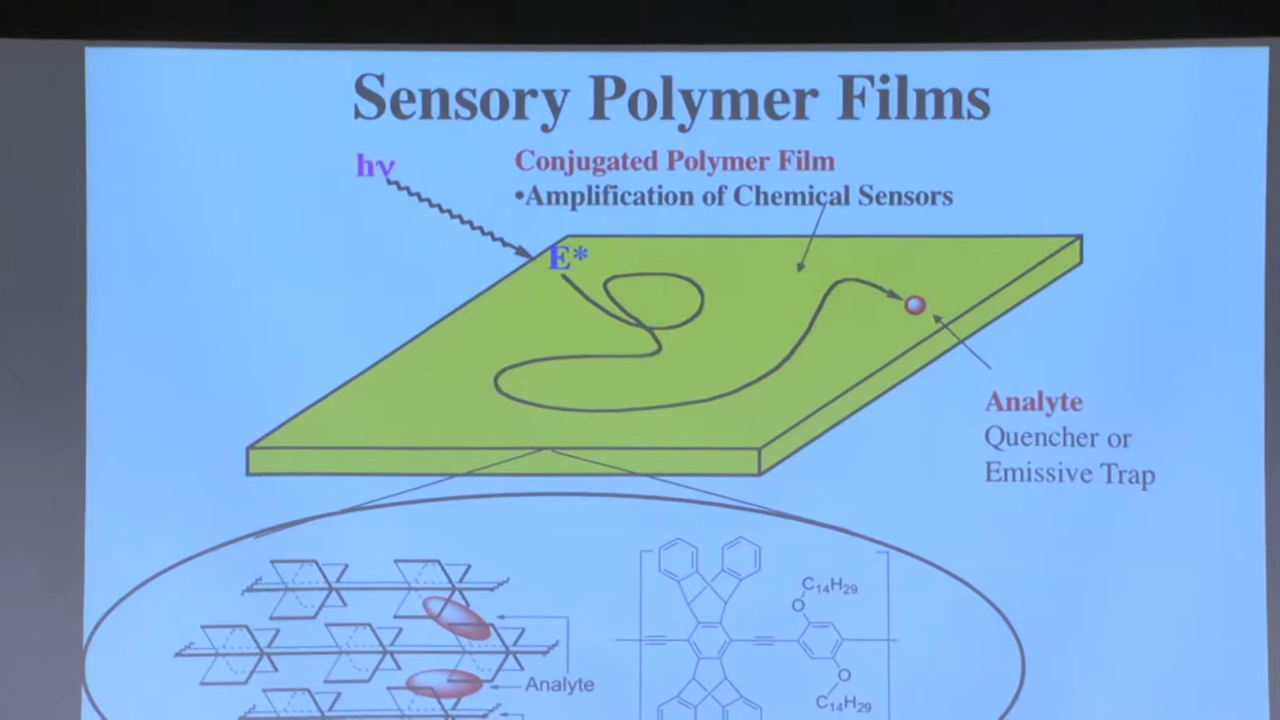 Sensory Polymer Films
hν
Conjugated Polymer Film
•Amplification of Chemical Sensors
E*
Analyte
Quencher or
Emissive Trap
C₁₄H₂₉
O
Analyte
O
C₁₄H₂₉